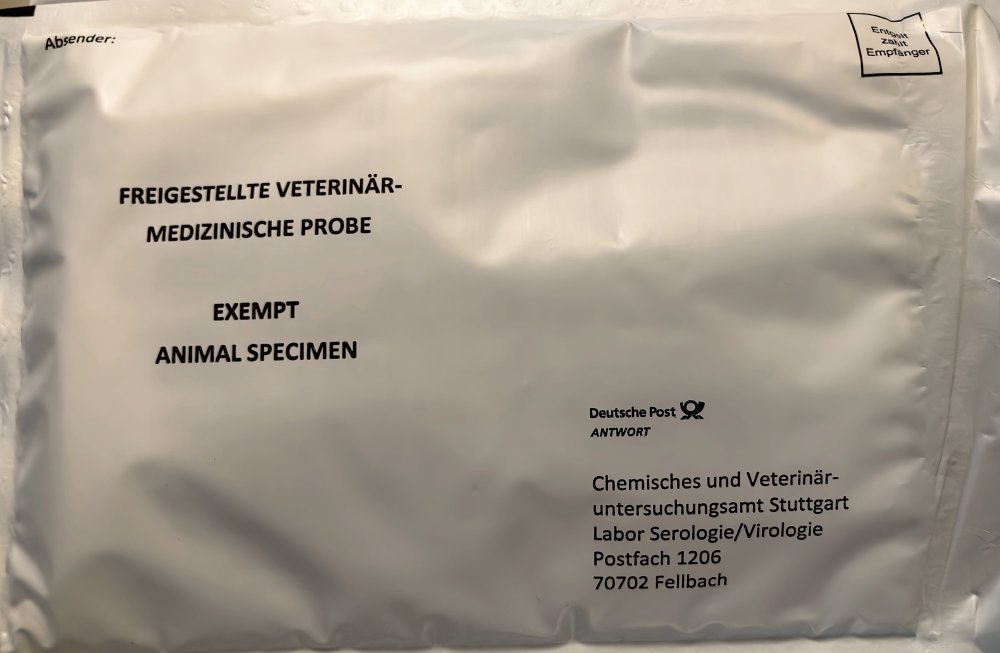 Absender:
Entgelt
zahlt
Empfänger
FREIGESTELLTE VETERINÄR-
MEDIZINISCHE PROBE
EXEMPT
ANIMAL SPECIMEN
Deutsche Post
ANTWORT
Chemisches und Veterinär-
untersuchungsamt Stuttgart
Labor Serologie/Virologie
Postfach 1206
70702 Fellbach